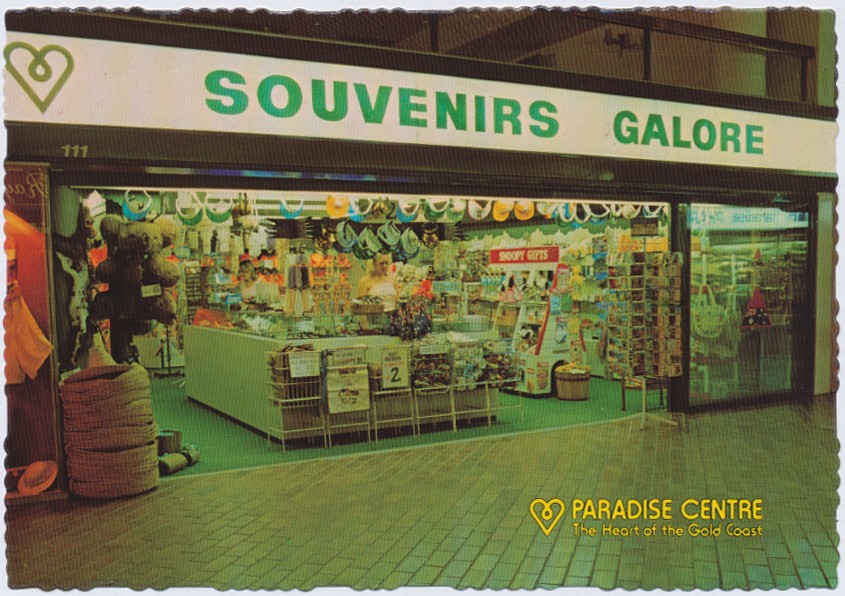 SOUVENIRS GALORE
111
SNOOPY GIFTS
2
PARADISE CENTRE
The Heart of the Gold Coast